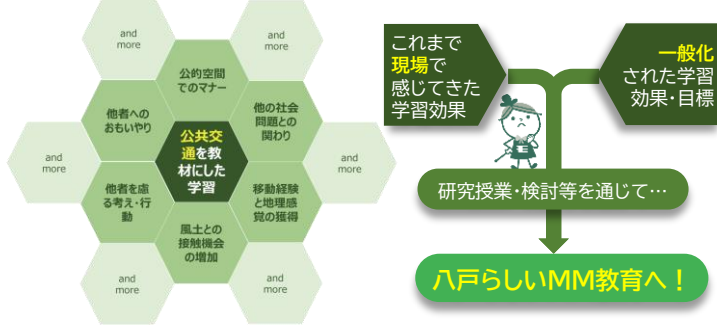 and
more
and
more
公的空間
でのマナー
他者への
おもいやり
他の社会
問題との
関わり
公共交
通を教
材にした
学習
and
more
and
more
他者を慮
る考え・行
動
移動経験
と地理感
覚の獲得
風土との
接触機会
の増加
and
more
and
more
これまで
現場で
感じてきた
学習効果
一般化
された学習
効果・目標
研究授業・検討等を通じて…
八戸らしいMM教育へ！